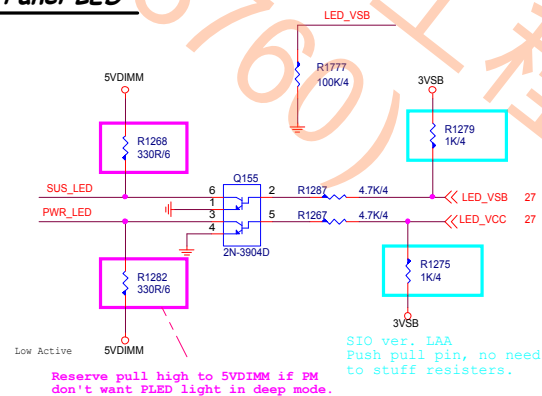 Panel LED
LED_VSB
R1777
100K/4
5VDIMM
3VSB
R1268
330R/6
R1279
1K/4
Q155
SUS_LED
6
2
R1287
4.7K/4
LED_VSB
27
1
PWR_LED
3
5
R1267
4.7K/4
LED_VCC
27
4
2N-3904D
R1282
330R/6
R1275
1K/4
3VSB
Low Active
5VDIMM
SIO ver. LAA
Push pull pin, no need
to stuff resisters.
Reserve pull high to 5VDIMM if PM
don't want PLED light in deep mode.
760)
工程